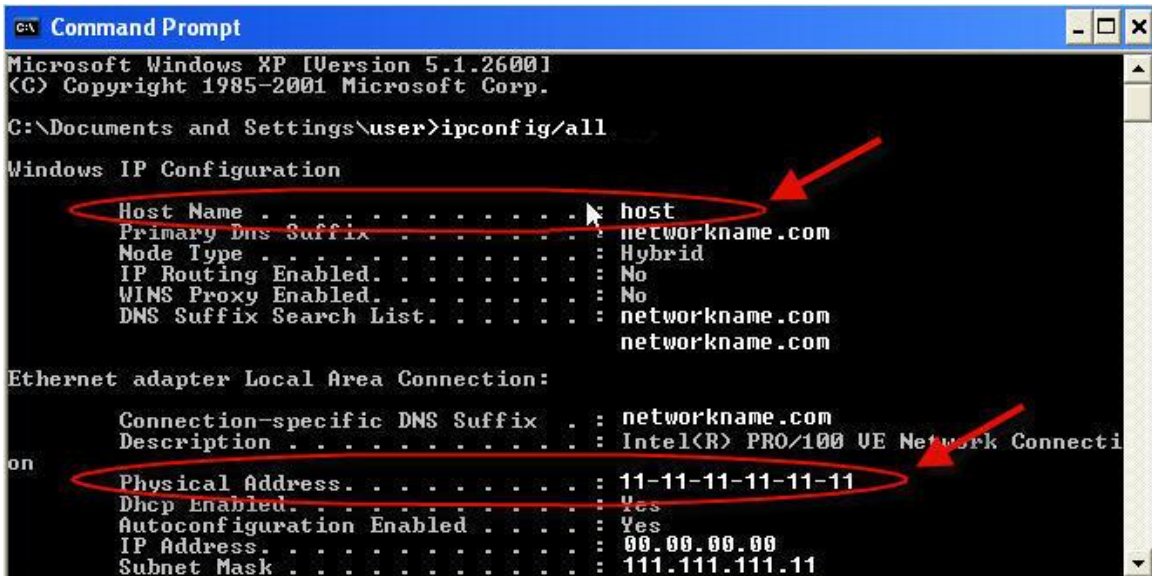 Command Prompt
Microsoft Windows XP [Version 5.1.2600]
(C) Copyright 1985-2001 Microsoft Corp.
C:\Documents and Settings\user>ipconfig/all
Windows IP Configuration
Host Name . . . . . . . . . . . . : host
Primary Dns Suffix . . . . . . . : networkname.com
Node Type . . . . . . . . . . . . : Hybrid
IP Routing Enabled. . . . . . . . : No
WINS Proxy Enabled. . . . . . . . : No
DNS Suffix Search List. . . . . . : networkname.com
networkname.com
Ethernet adapter Local Area Connection:
Connection-specific DNS Suffix . : networkname.com
Description . . . . . . . . . . . : Intel(R) PRO/100 VE Network Connecti
on
Physical Address. . . . . . . . . : 11-11-11-11-11-11
Dhcp Enabled. . . . . . . . . . . : Yes
Autoconfiguration Enabled . . . . : Yes
IP Address. . . . . . . . . . . . : 00.00.00.00
Subnet Mask . . . . . . . . . . . : 111.111.111.11